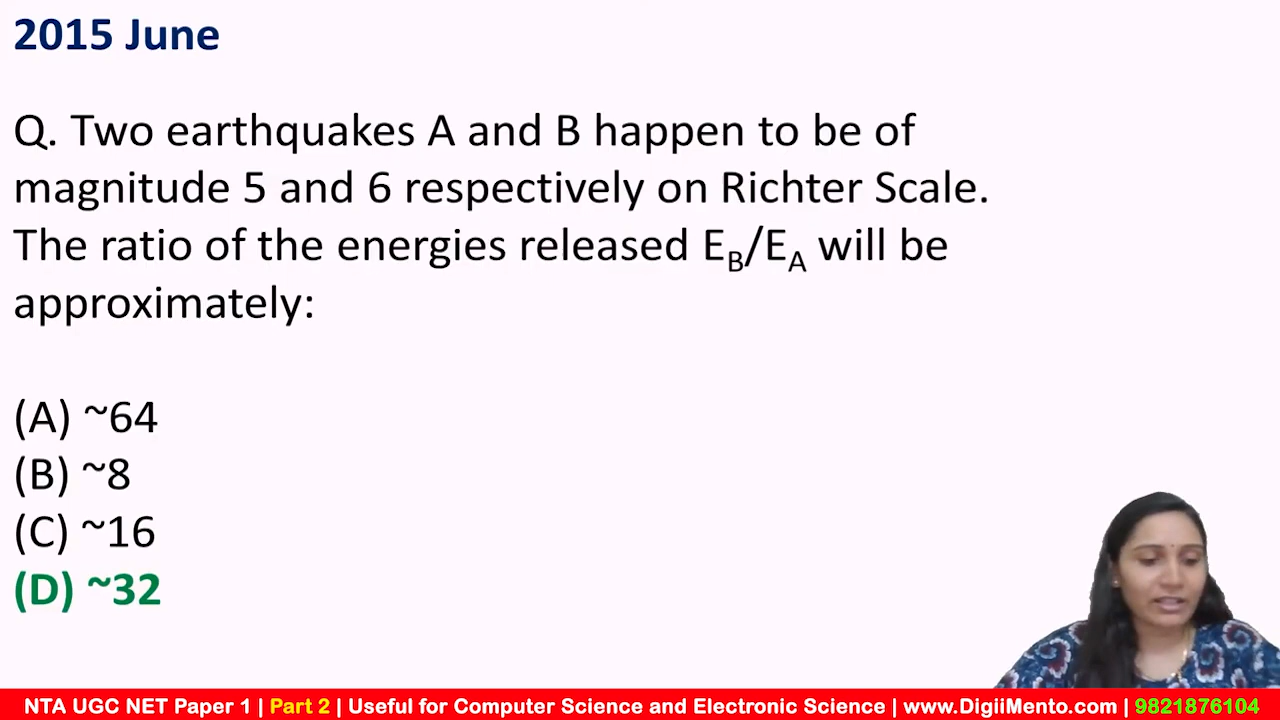 2015 June
Q. Two earthquakes A and B happen to be of
magnitude 5 and 6 respectively on Richter Scale.
The ratio of the energies released E_B/E_A will be
approximately:
(A) ~64
(B) ~8
(C) ~16
(D) ~32
NTA UGC NET Paper 1 | Part 2 | Useful for Computer Science and Electronic Science | www.DigiiMento.com | 9821876104